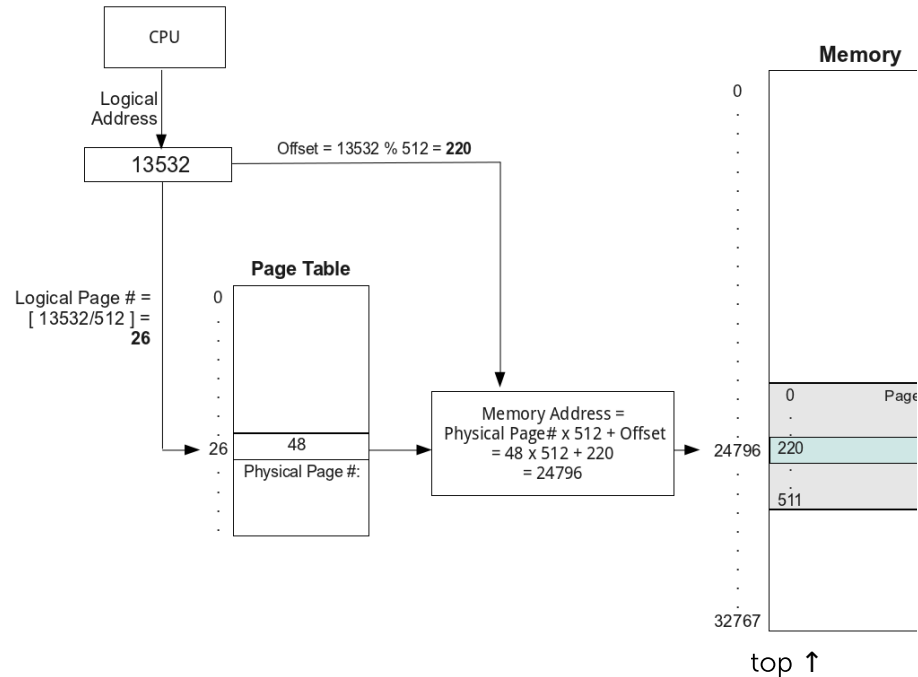 CPU
Memory
0
Logical
Address
Offset = 13532 % 512 = 220
13532
Page Table
0
Logical Page # =
[ 13532/512 ] =
26
0
Page
Memory Address =
Physical Page# x 512 + Offset
= 48 x 512 + 220
= 24796
26
48
24796
220
Physical Page #:
511
32767
top ↑